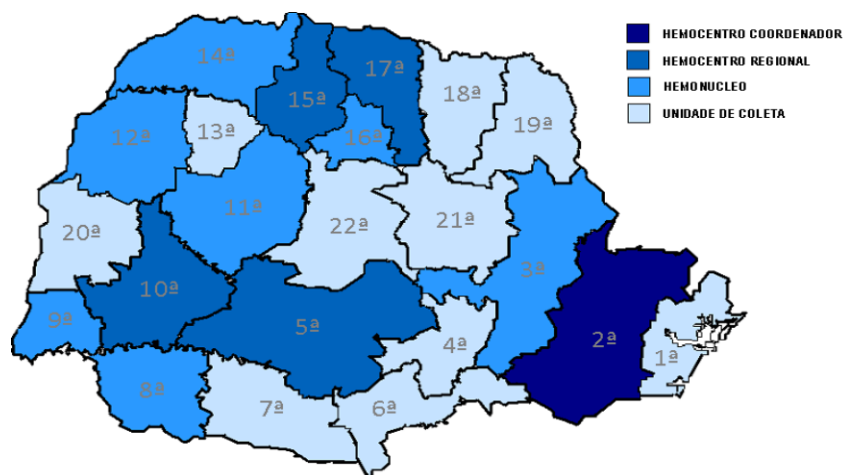 HEMOCENTRO COORDENADOR
HEMOCENTRO REGIONAL
HEMONUCLEO
UNIDADE DE COLETA
14ª
17ª
15ª
18ª
19ª
12ª
13ª
16ª
11ª
20ª
22ª
21ª
3ª
10ª
9ª
5ª
4ª
2ª
1ª
8ª
7ª
6ª